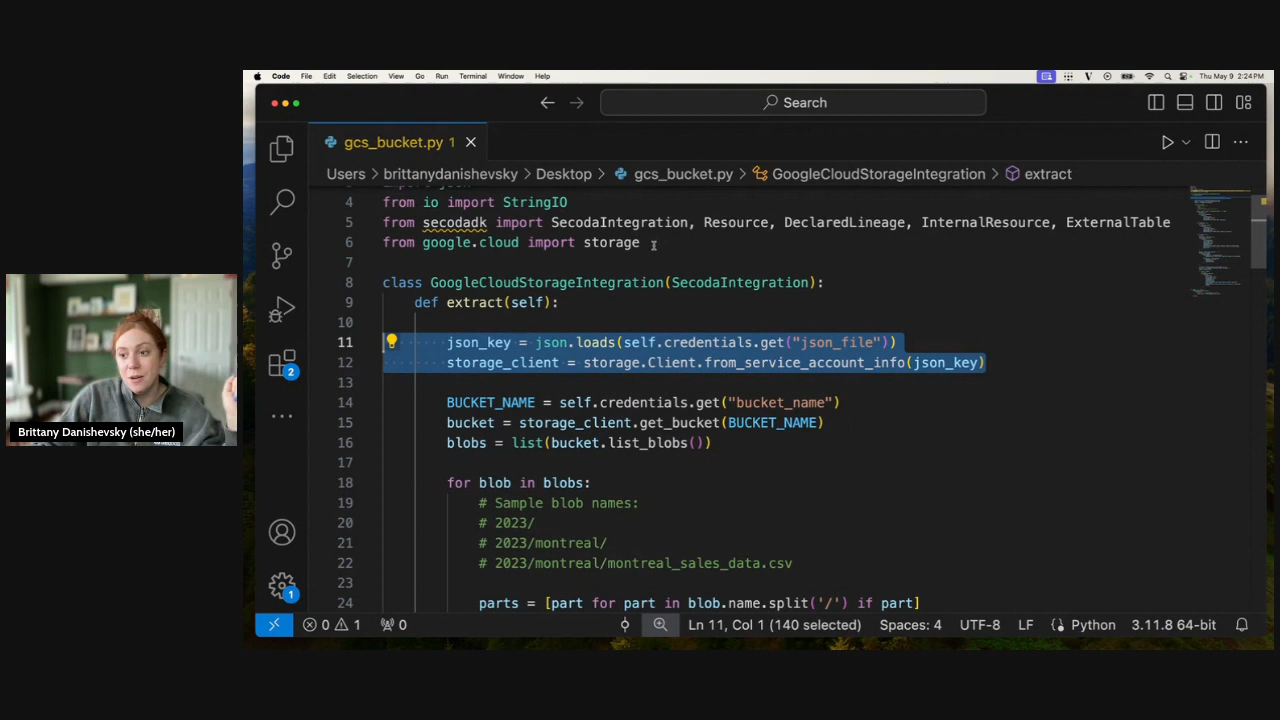 Code File Edit Selection View Go Run Terminal Window Help
Thu May 9 2:24 PM
Search
gcs_bucket.py 1
Users > brittanydanishevsky > Desktop > gcs_bucket.py > GoogleCloudStorageIntegration > extract
4 from io import StringIO
5 from secodadk import SecodaIntegration, Resource, DeclaredLineage, InternalResource, ExternalTable
6 from google.cloud import storage
7
8 class GoogleCloudStorageIntegration(SecodaIntegration):
9 def extract(self):
10
11 json_key = json.loads(self.credentials.get("json_file"))
12 storage_client = storage.Client.from_service_account_info(json_key)
13
14 BUCKET_NAME = self.credentials.get("bucket_name")
15 bucket = storage_client.get_bucket(BUCKET_NAME)
16 blobs = list(bucket.list_blobs())
17
18 for blob in blobs:
19 # Sample blob names:
20 # 2023/
21 # 2023/montreal/
22 # 2023/montreal/montreal_sales_data.csv
23
24 parts = [part for part in blob.name.split('/') if part]
2
1
Brittany Danishevsky (she/her)
0 1 0 Ln 11, Col 1 (140 selected) Spaces: 4 UTF-8 LF Python 3.11.8 64-bit